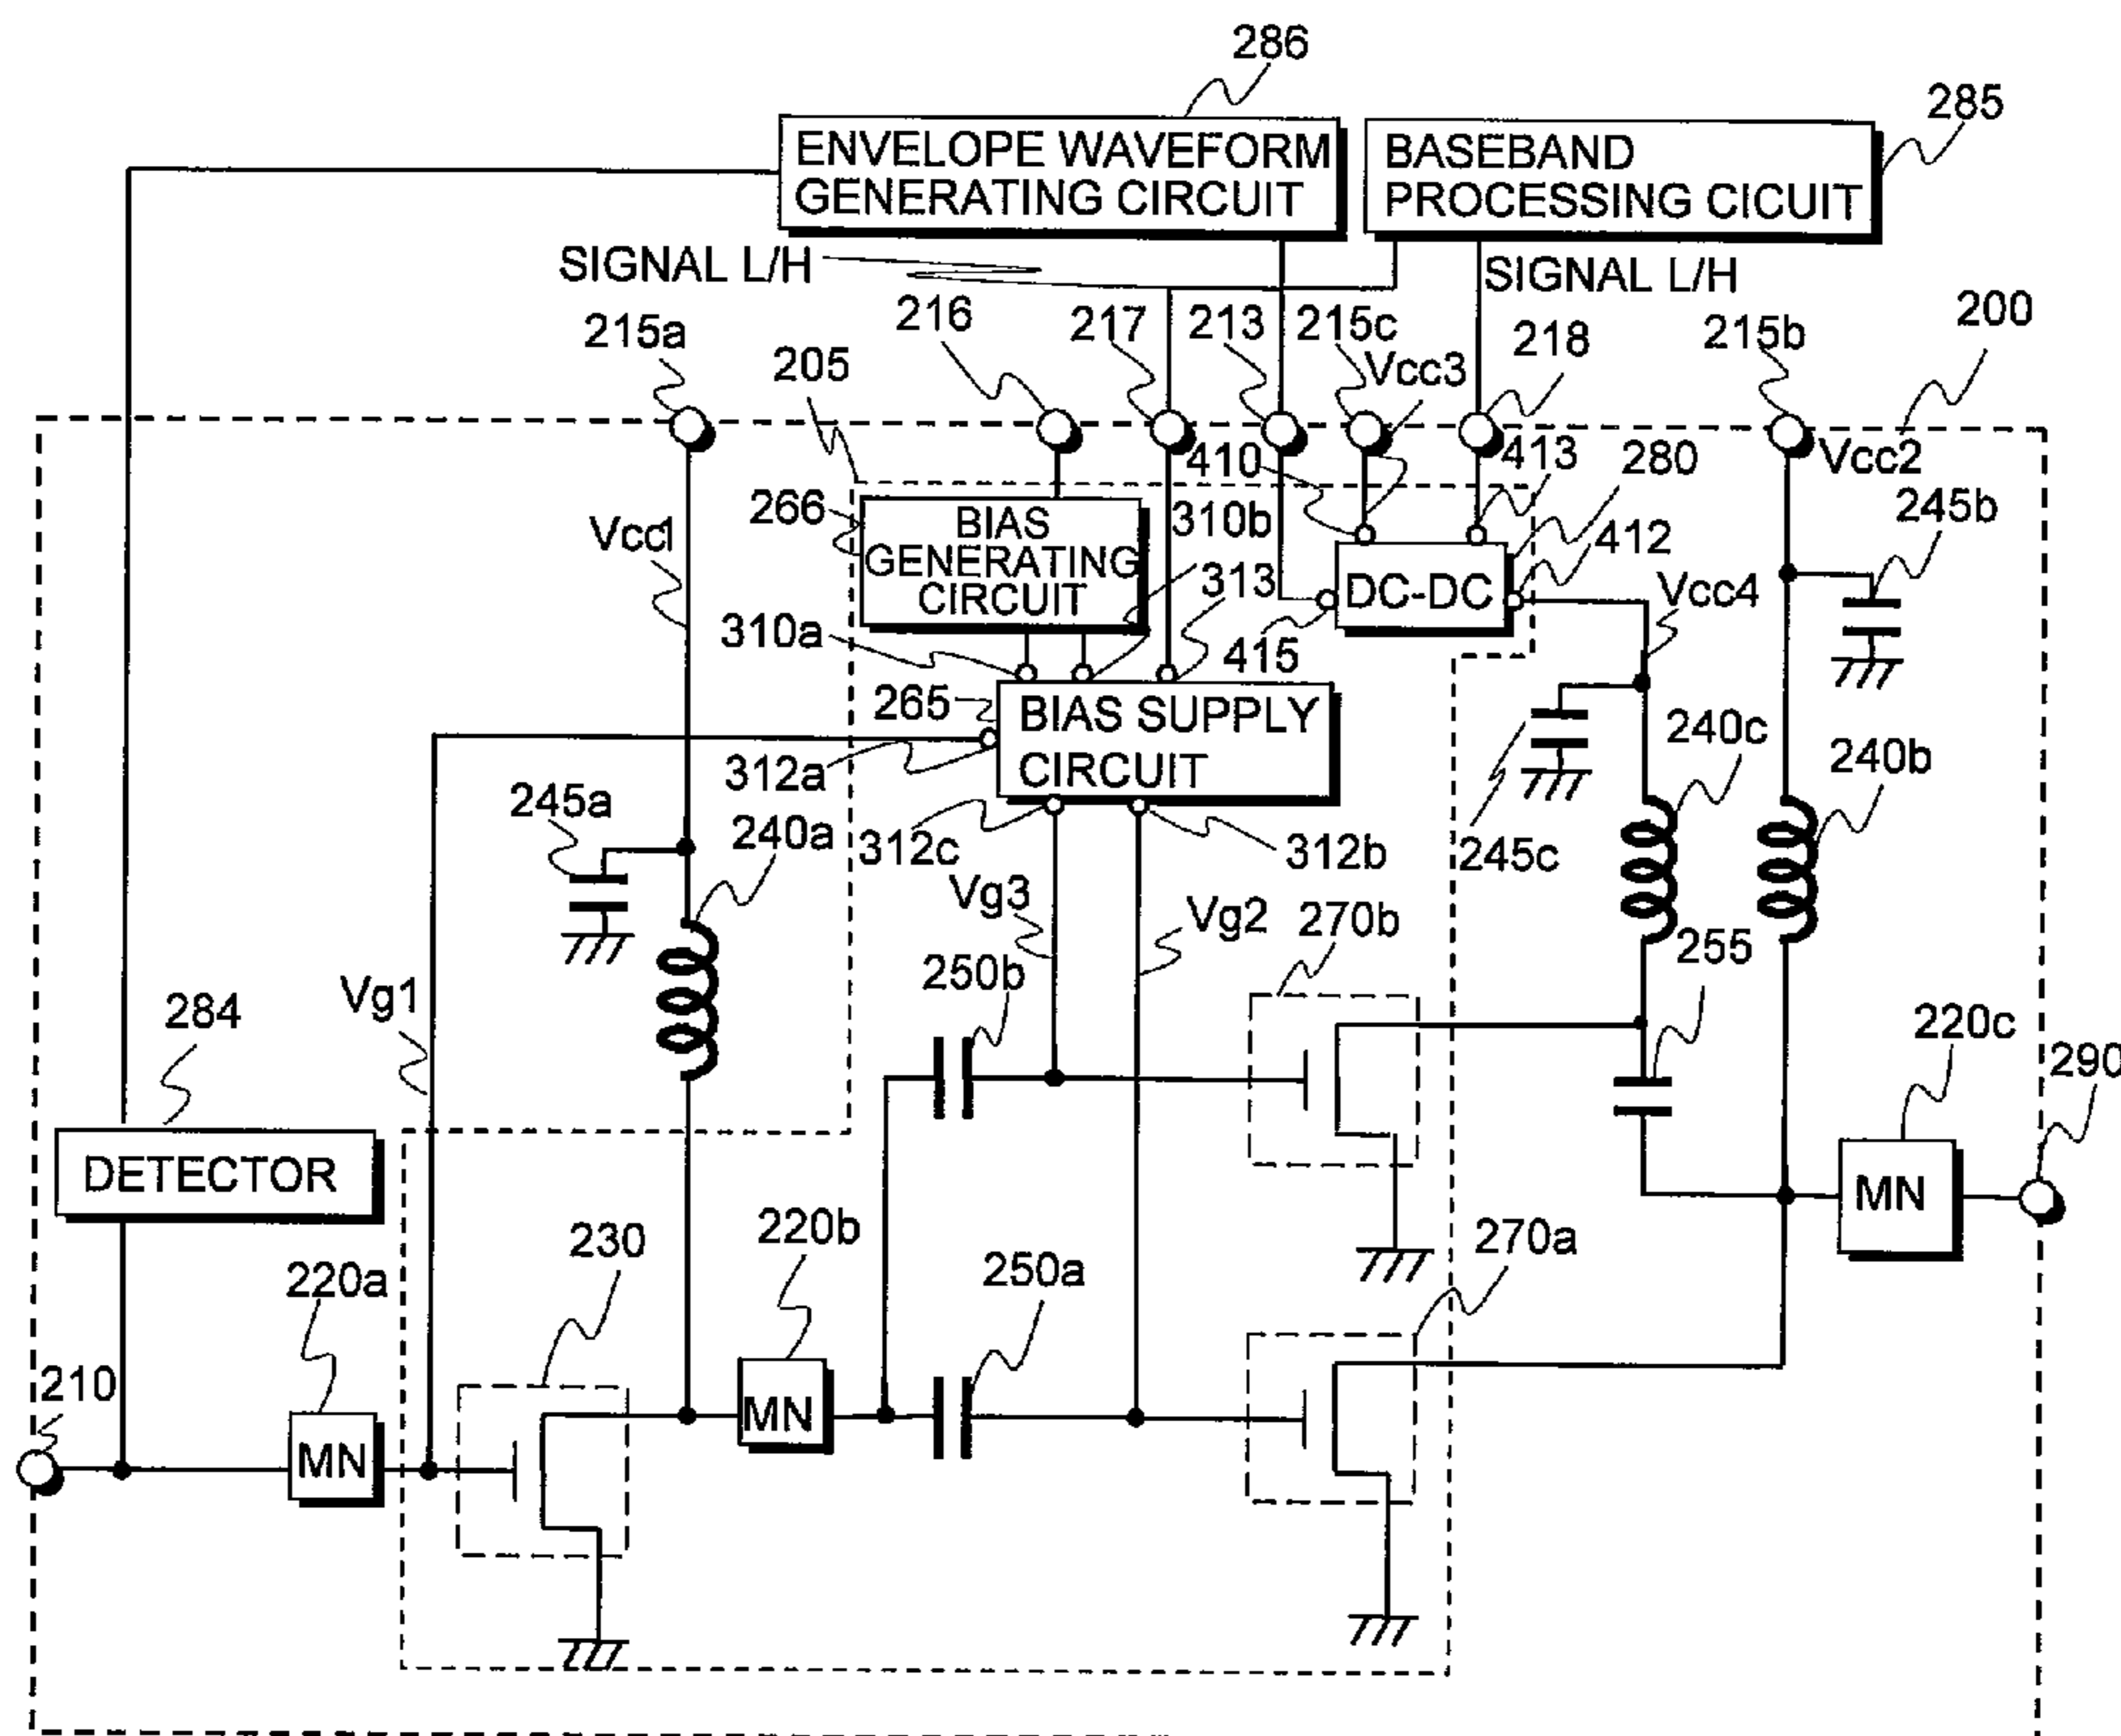 286
285
ENVELOPE WAVEFORM
GENERATING CIRCUIT
BASEBAND
PROCESSING CICUIT
SIGNAL L/H
SIGNAL L/H
215a
216
217
213
215c
218
215b
200
205
Vcc3
410
413
280
Vcc2
266
BIAS
GENERATING
CIRCUIT
310b
Vcc1
313
DC-DC
412
245b
Vcc4
310a
415
265
BIAS SUPPLY
CIRCUIT
312a
240c
240b
245a
240a
312c
312b
245c
Vg3
Vg2
270b
255
250b
Vg1
284
220c
290
DETECTOR
MN
230
220b
250a
270a
220a
210
MN
MN